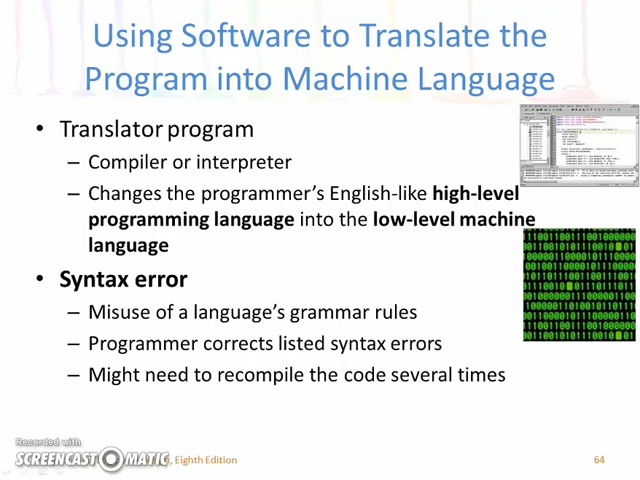 Using Software to Translate the
Program into Machine Language
• Translator program
– Compiler or interpreter
– Changes the programmer's English-like high-level
programming language into the low-level machine
language
• Syntax error
– Misuse of a language's grammar rules
– Programmer corrects listed syntax errors
– Might need to recompile the code several times
Recorded with
SCREENCAST-O-MATIC
, Eighth Edition
64